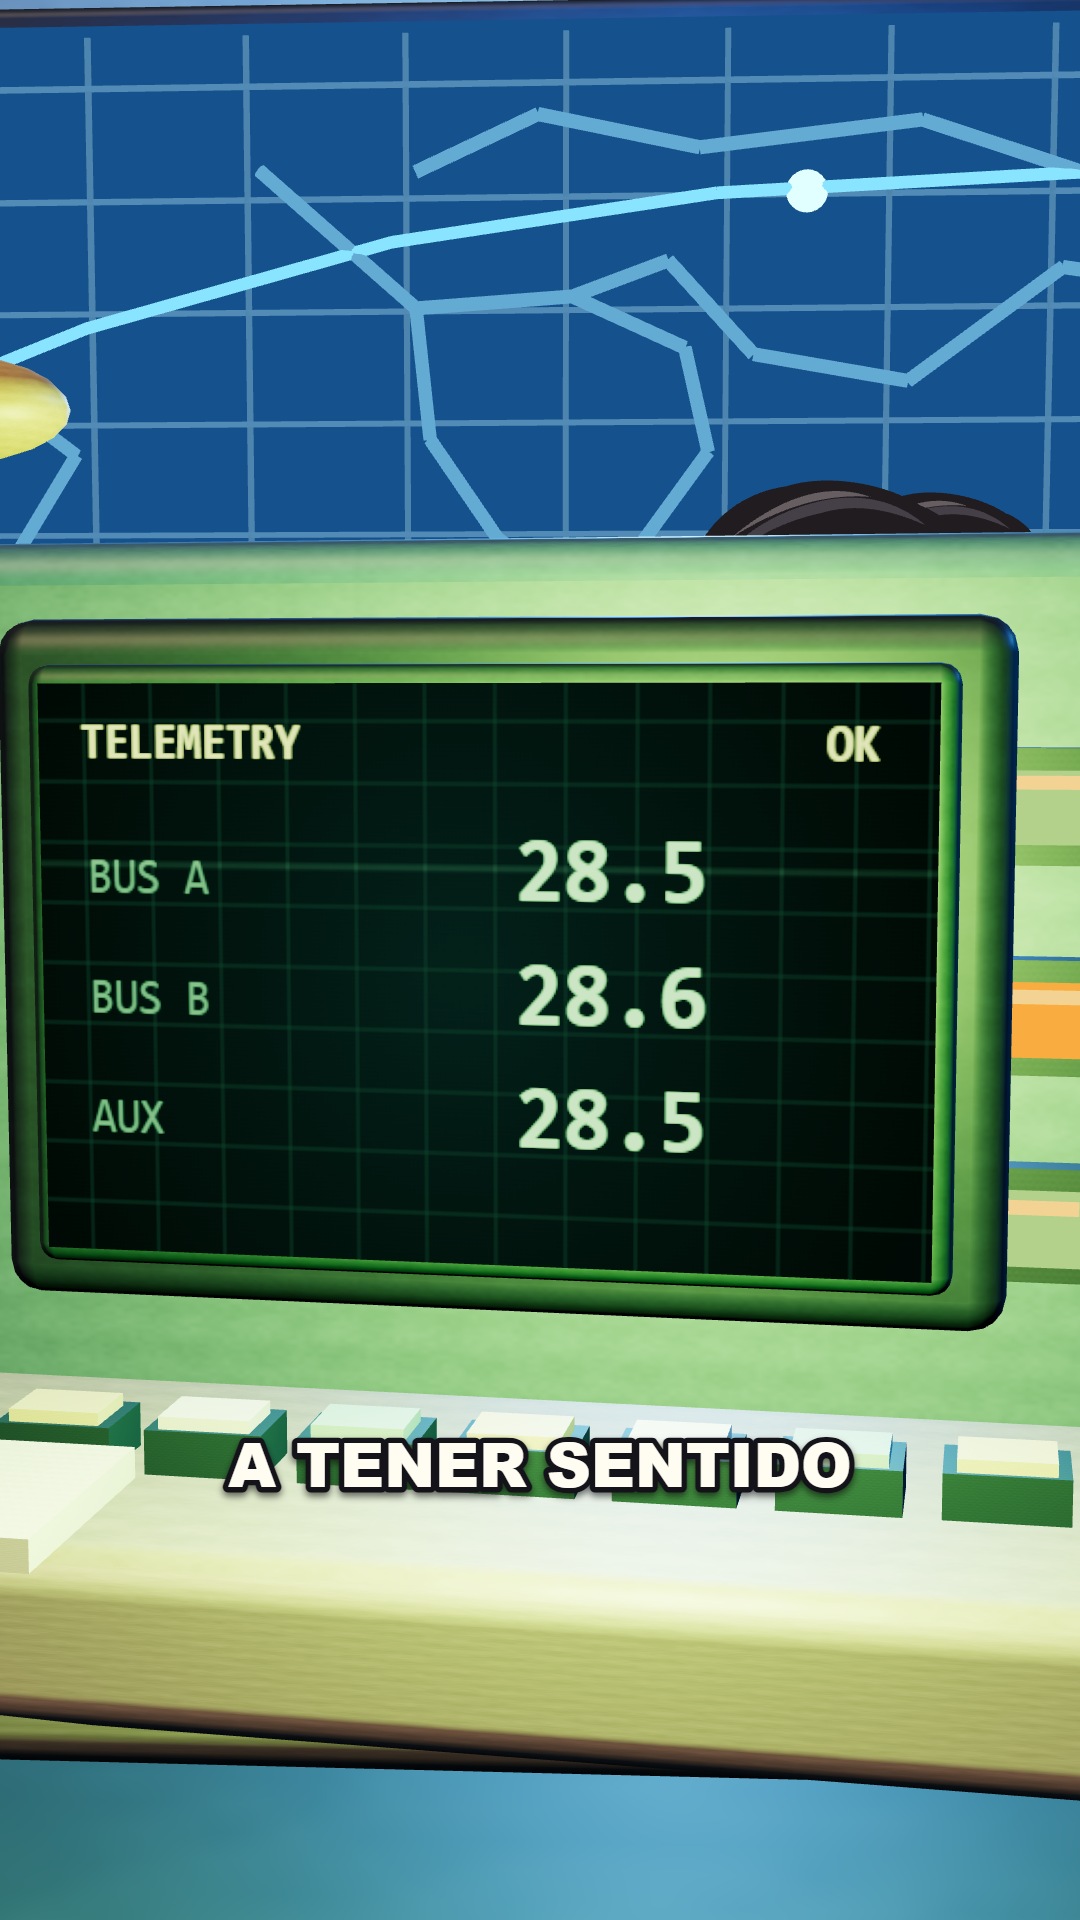 TELEMETRY OK
BUS A 28.5
BUS B 28.6
AUX 28.5
A TENER SENTIDO